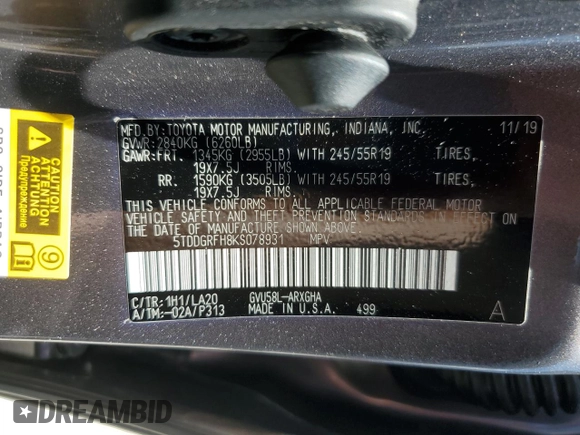 MFD.BY:TOYOTA MOTOR MANUFACTURING, INDIANA, INC. 11/19
GVWR:2840KG (6260LB)
GAWR:FRT. 1345KG (2955LB) WITH 245/55R19 TIRES,
19X7.5J RIMS
RR. 1590KG (3505LB) WITH 245/55R19 TIRES,
19X7.5J RIMS
THIS VEHICLE CONFORMS TO ALL APPLICABLE FEDERAL MOTOR
VEHICLE SAFETY AND THEFT PREVENTION STANDARDS IN EFFECT ON
THE DATE OF MANUFACTURE SHOWN ABOVE.
5TDDGRFH8KS078931 MPV
C/TR:1H1/LA20 GVU58L-ARXGHA
A/TM:-02A/P313 MADE IN U.S.A. 499 A
ATTENTION
ACHTUNG
ACCION
9
DREAMBID